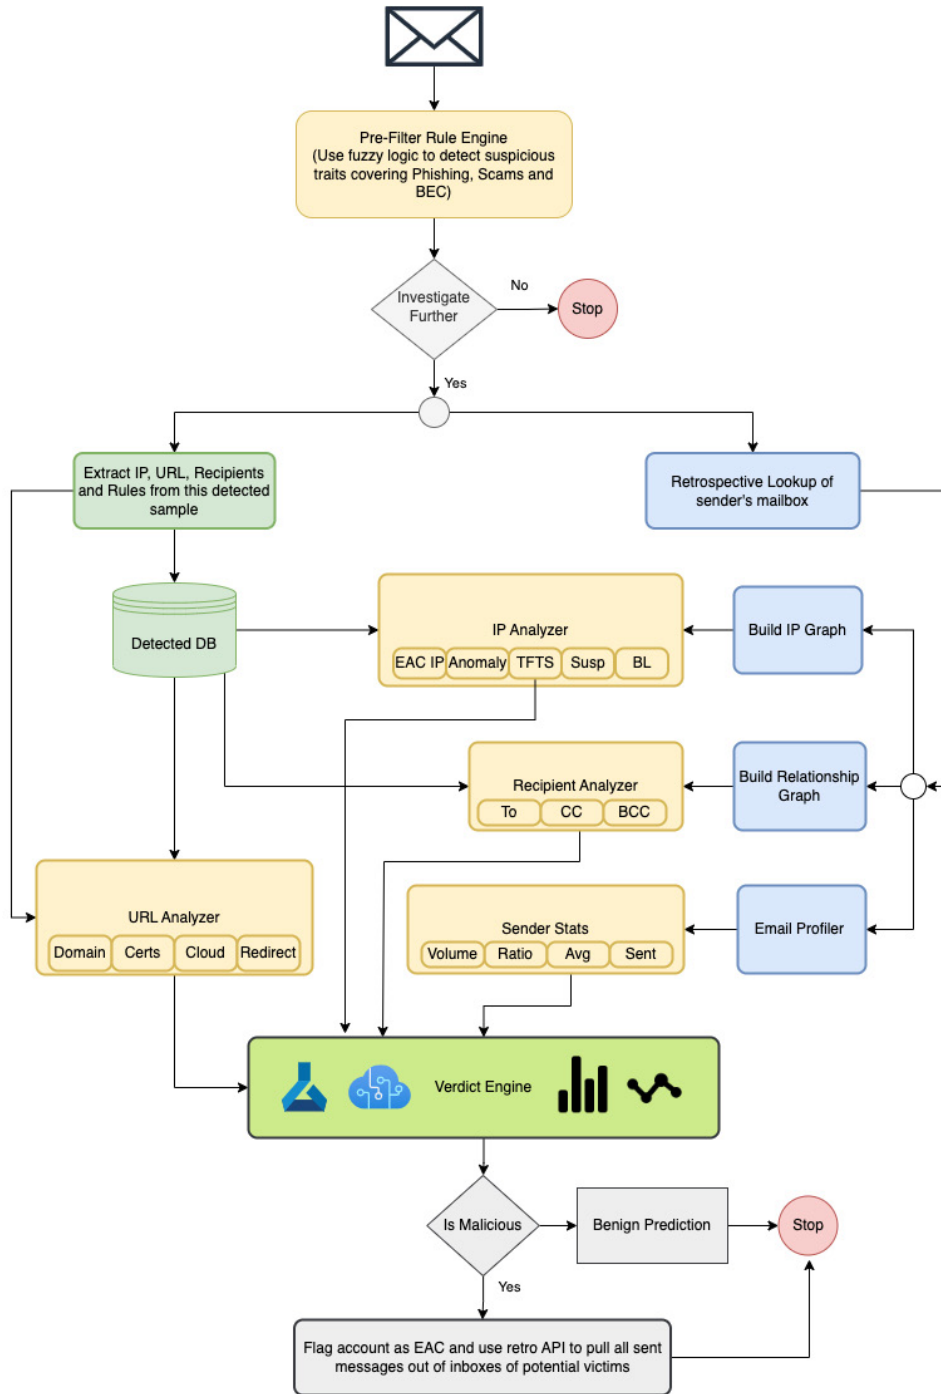 Pre-Filter Rule Engine
(Use fuzzy logic to detect suspicious
traits covering Phishing, Scams and
BEC)
Investigate
Further
No
Stop
Yes
Extract IP, URL, Recipients
and Rules from this detected
sample
Retrospective Lookup of
sender's mailbox
Detected DB
IP Analyzer
EAC IP
Anomaly
TFTS
Susp
BL
Build IP Graph
Recipient Analyzer
To
CC
BCC
Build Relationship
Graph
URL Analyzer
Domain
Certs
Cloud
Redirect
Sender Stats
Volume
Ratio
Avg
Sent
Email Profiler
Verdict Engine
Is Malicious
Benign Prediction
Stop
Yes
Flag account as EAC and use retro API to pull all sent
messages out of inboxes of potential victims